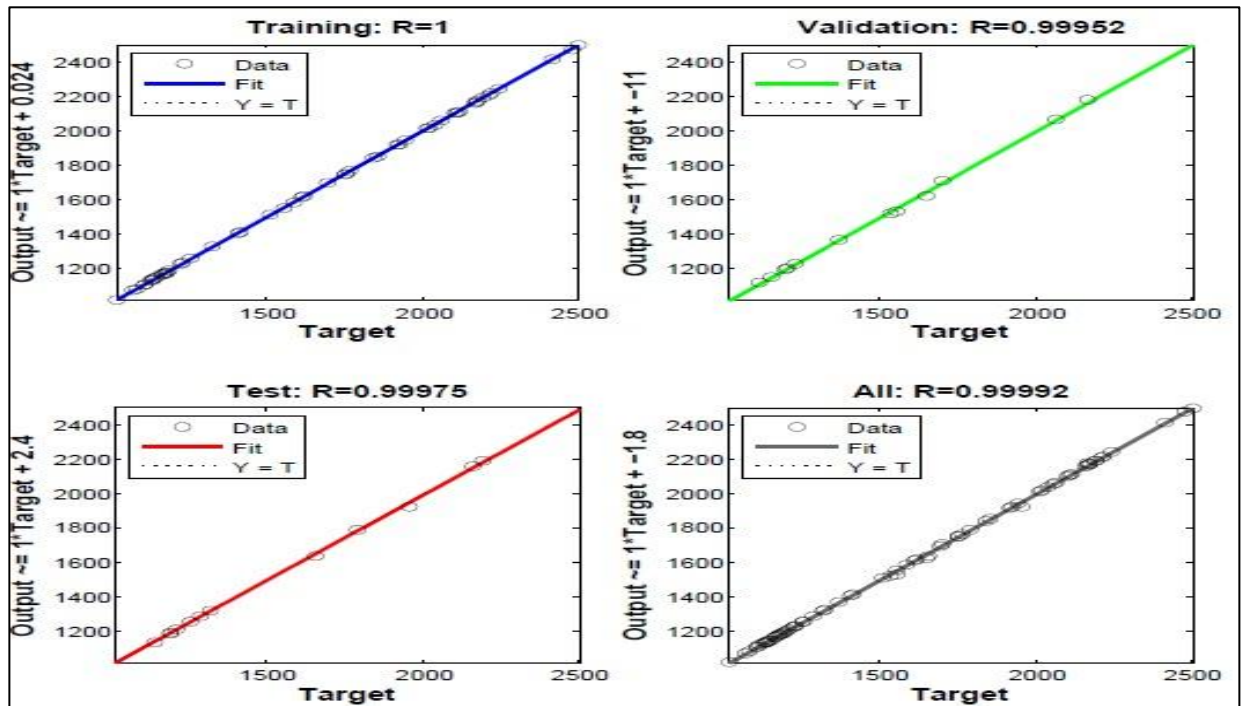 Training: R=1
Output ~= 1*Target + 0.024
Data
Fit
Y = T
2400
2200
2000
1800
1600
1400
1200
1500 2000 2500
Target
Validation: R=0.99952
Output ~= 1*Target + -11
Data
Fit
Y = T
2400
2200
2000
1800
1600
1400
1200
1500 2000 2500
Target
Test: R=0.99975
Output ~= 1*Target + 2.4
Data
Fit
Y = T
2400
2200
2000
1800
1600
1400
1200
1500 2000 2500
Target
All: R=0.99992
Output ~= 1*Target + -1.8
Data
Fit
Y = T
2400
2200
2000
1800
1600
1400
1200
1500 2000 2500
Target